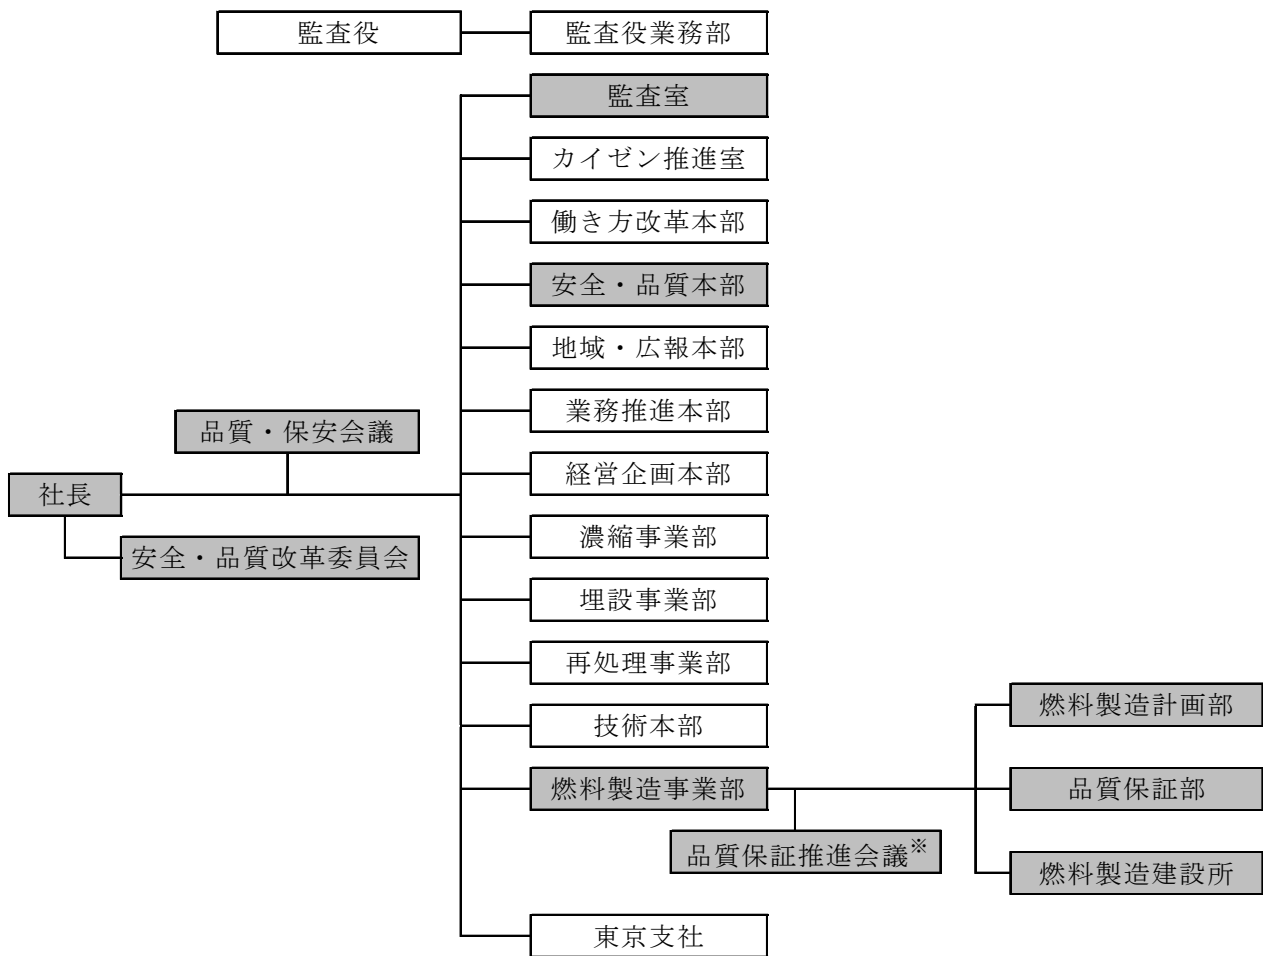 監査役
監査役業務部
監査室
カイゼン推進室
働き方改革本部
安全・品質本部
地域・広報本部
品質・保安会議
業務推進本部
経営企画本部
社長
濃縮事業部
安全・品質改革委員会
埋設事業部
再処理事業部
技術本部
燃料製造計画部
燃料製造事業部
品質保証部
品質保証推進会議※
燃料製造建設所
東京支社